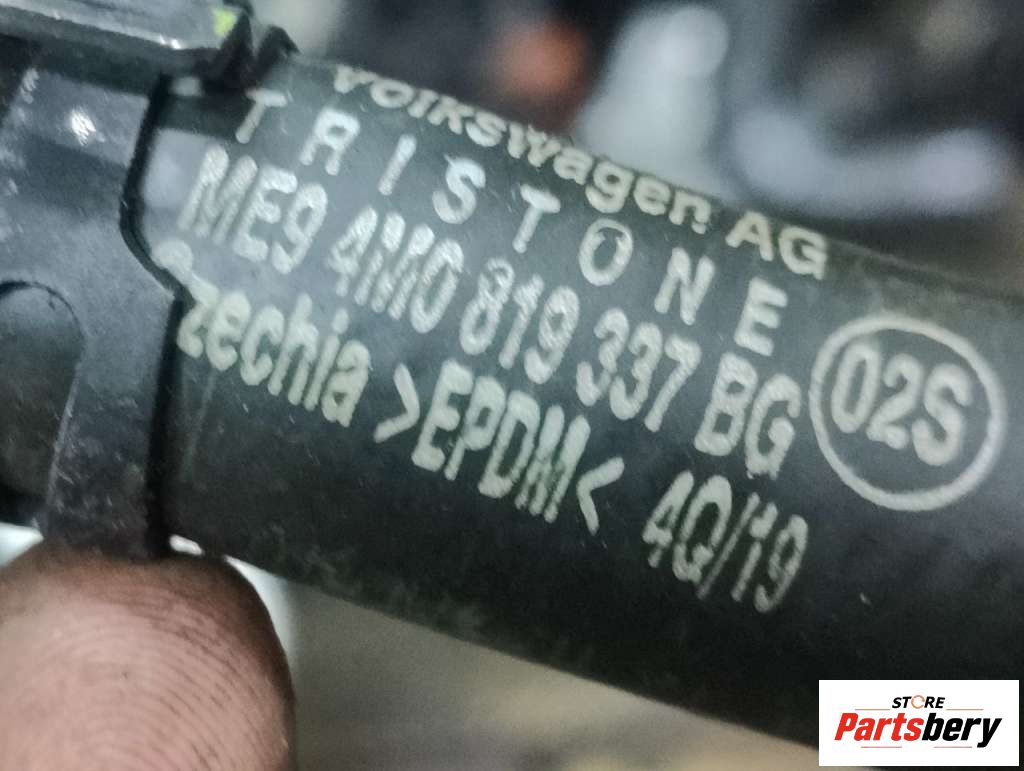 Volkswagen AG
TRISTONE
ME9 4M0 819 337 BG
02S
Czechia >EPDM< 4Q/19
STORE
Partsbery